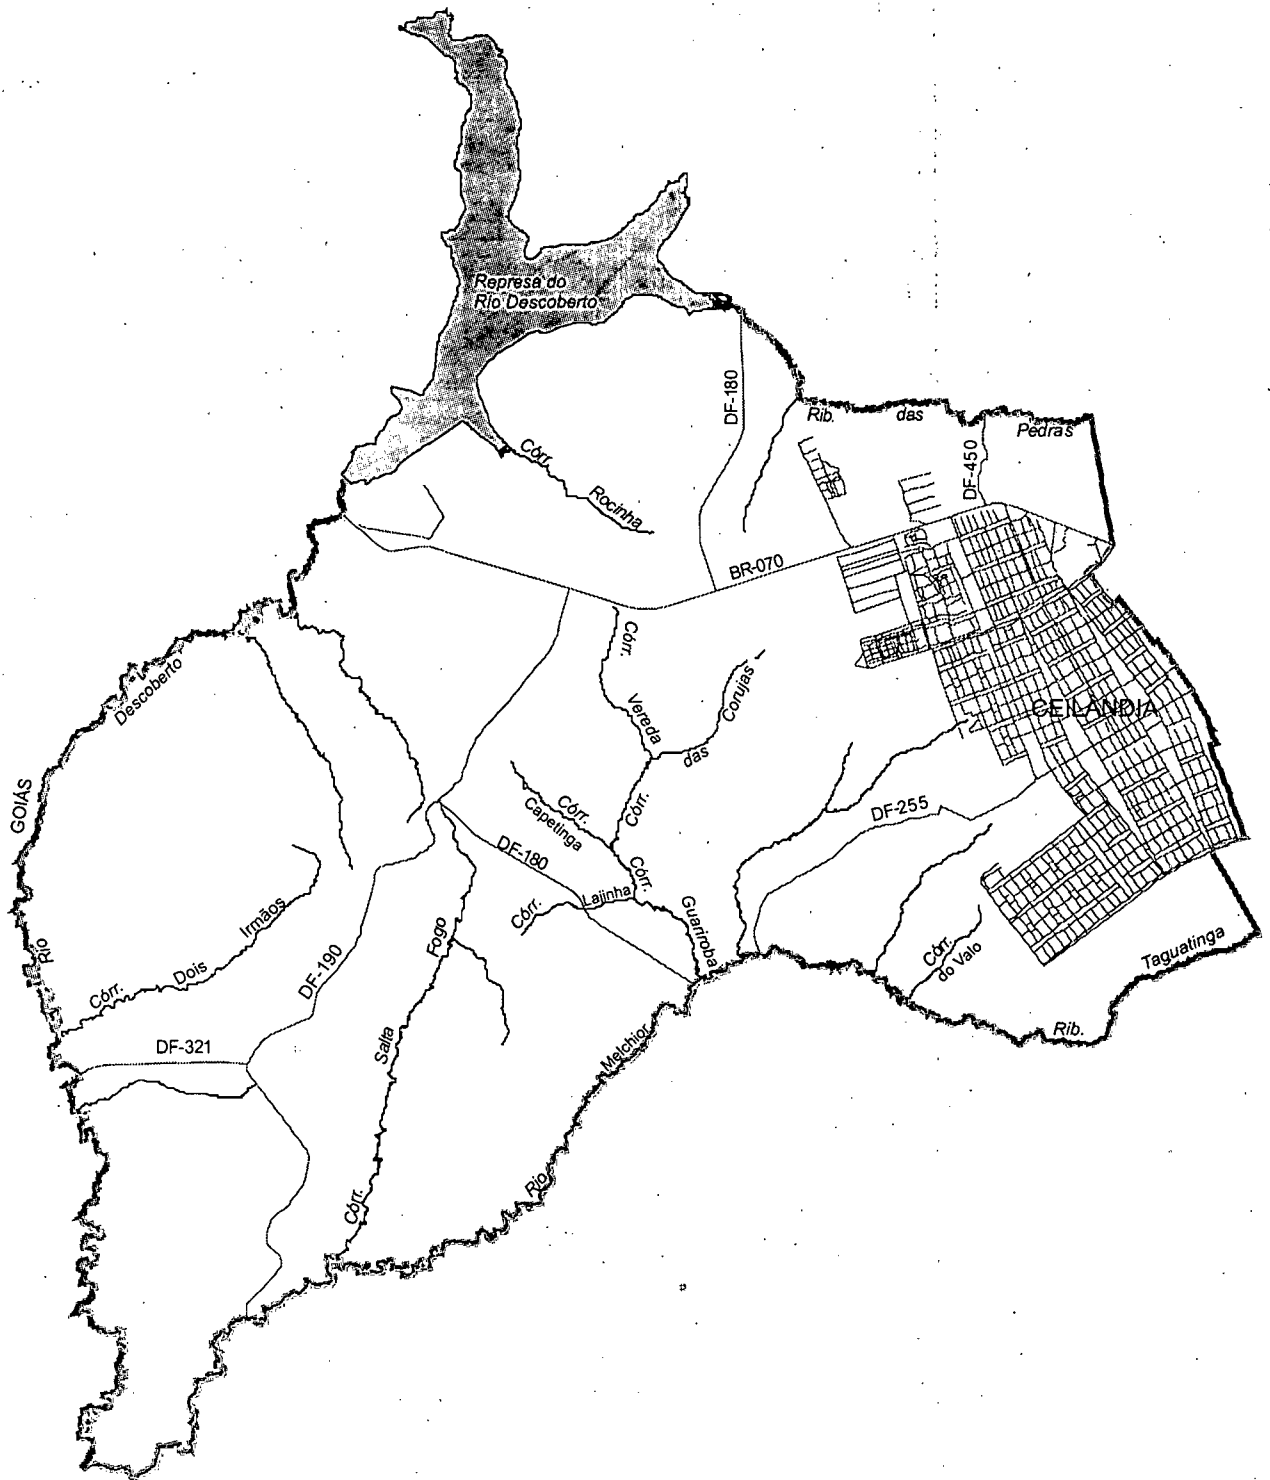 Represa do
Rio Descoberto
DF-180
Rib. das Pedras
DF-450
Córr. Rocinha
BR-070
Descoberto
Córr. Vereda das Corujas
CEILÂNDIA
GOIÁS
Córr. Capetinga
Córr.
DF-255
DF-180
Córr. Lajinha
Córr. Guariroba
Rio
Córr. Dois Irmãos
DF-190
Córr. Salta Fogo
Córr.
do Valo
Rib. Taguatinga
DF-321
Rio Melchior